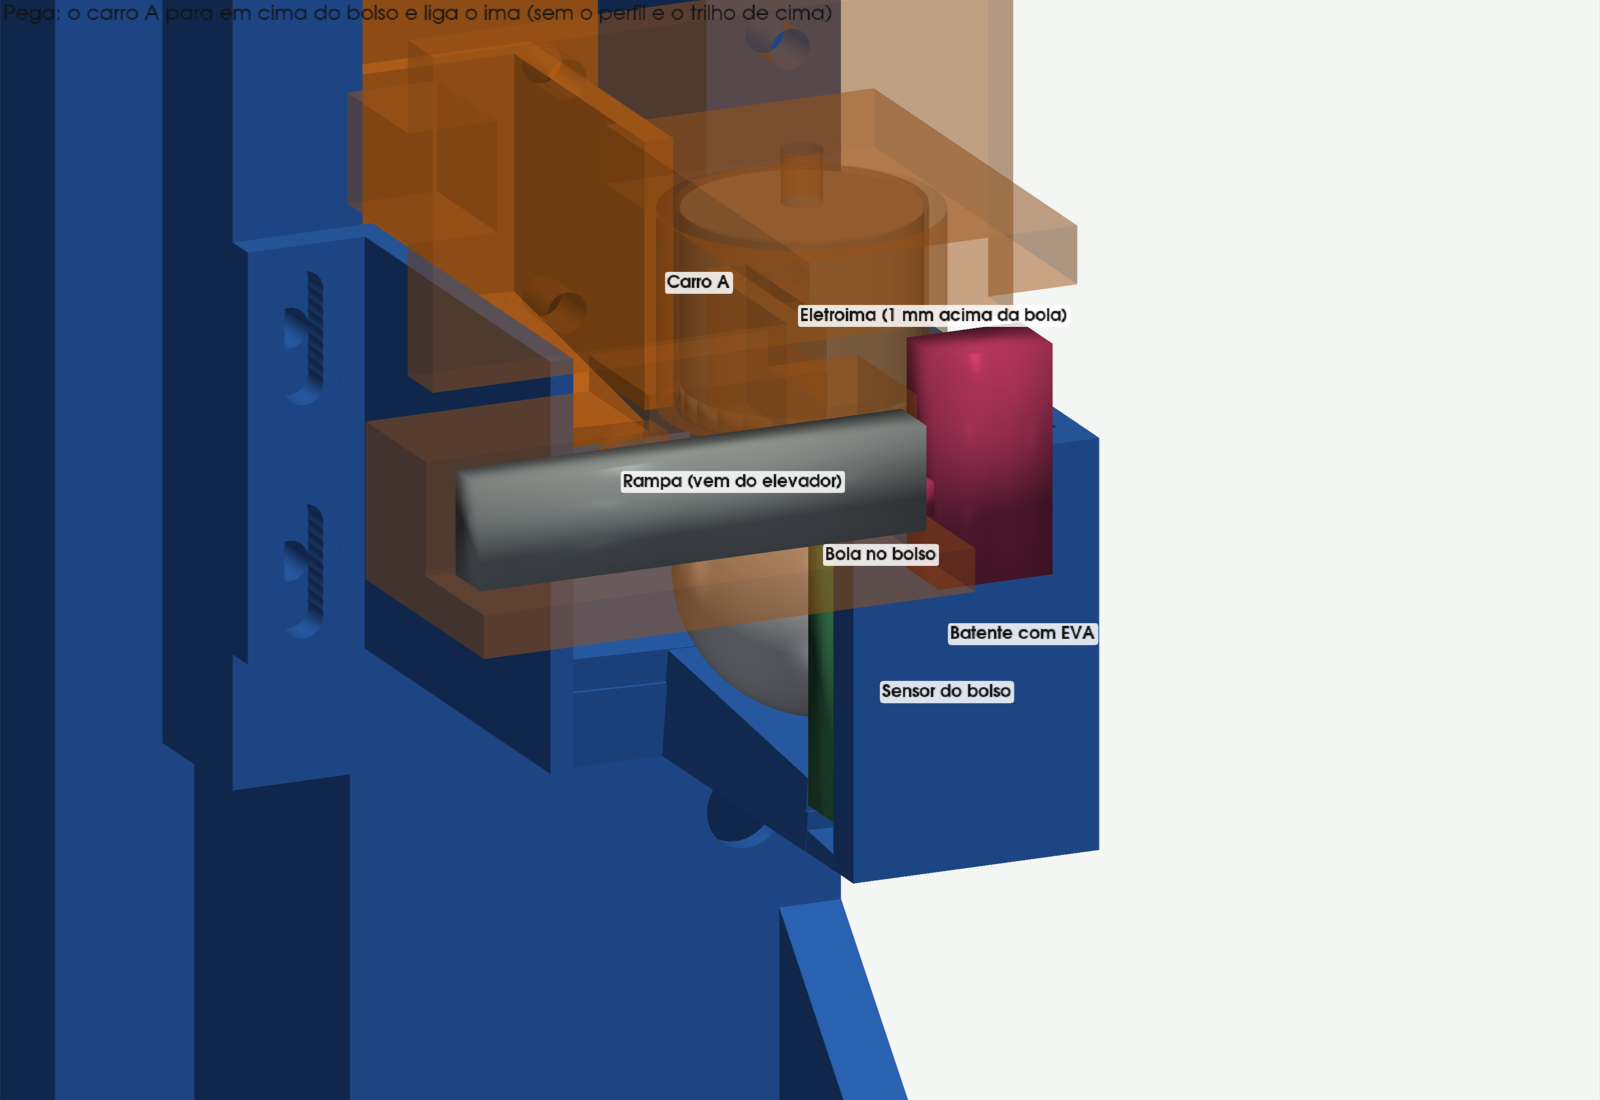 Pega: o carro A para em cima do bolso e liga o ima (sem o perfil e o trilho de cima)
Carro A
Eletroima (1 mm acima da bola)
Rampa (vem do elevador)
Bola no bolso
Batente com EVA
Sensor do bolso